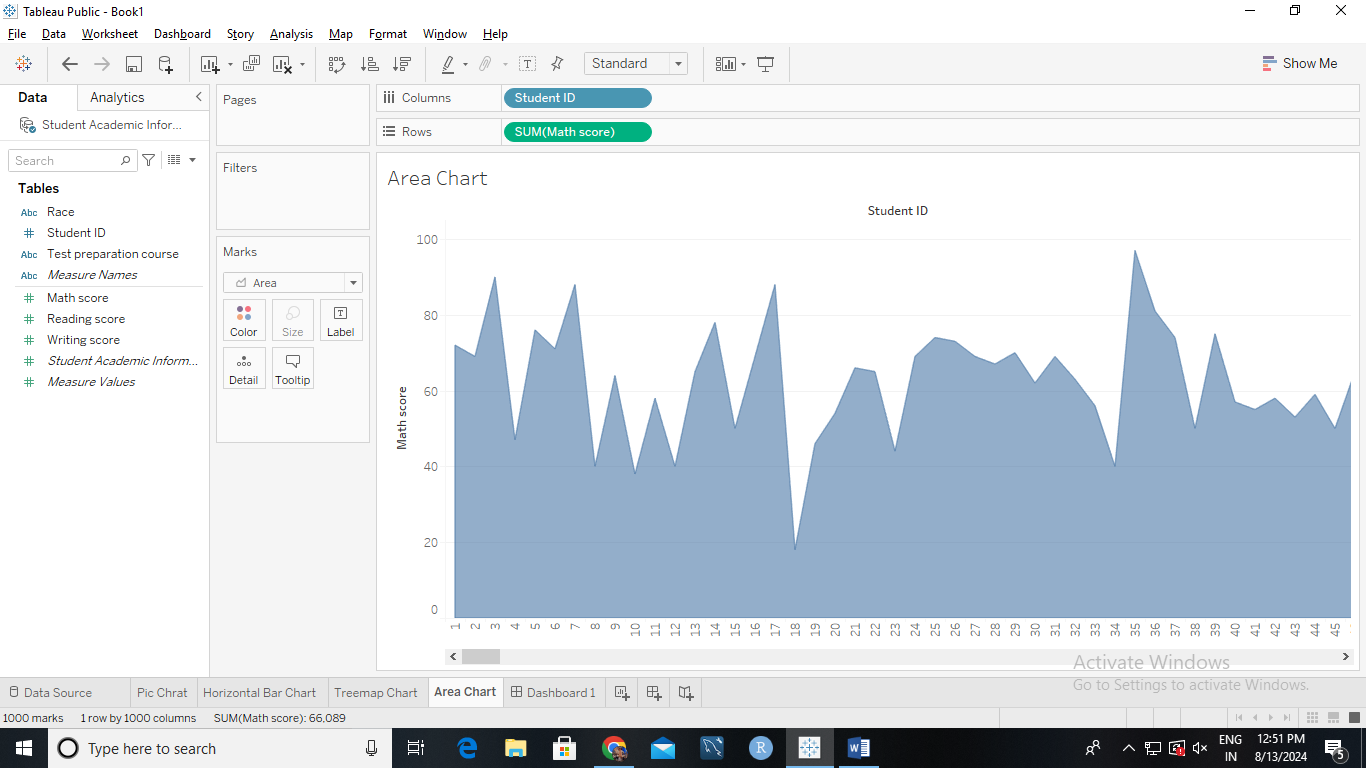 Tableau Public - Book1
File Data Worksheet Dashboard Story Analysis Map Format Window Help
Standard
Show Me
Data Analytics
Student Academic Infor...
Search
Tables
Abc Race
Student ID
Abc Test preparation course
Abc Measure Names
Math score
Reading score
Writing score
Student Academic Inform...
Measure Values
Pages
Filters
Marks
Area
Color Size Label
Detail Tooltip
Columns Student ID
Rows SUM(Math score)
Area Chart
Student ID
100
80
60
40
20
0
Math score
1 2 3 4 5 6 7 8 9 10 11 12 13 14 15 16 17 18 19 20 21 22 23 24 25 26 27 28 29 30 31 32 33 34 35 36 37 38 39 40 41 42 43 44 45
Activate Windows
Go to Settings to activate Windows.
Data Source Pic Chrat Horizontal Bar Chart Treemap Chart Area Chart Dashboard 1
1000 marks 1 row by 1000 columns SUM(Math score): 66,089
Type here to search
R
W
ENG
IN
12:51 PM
8/13/2024
5